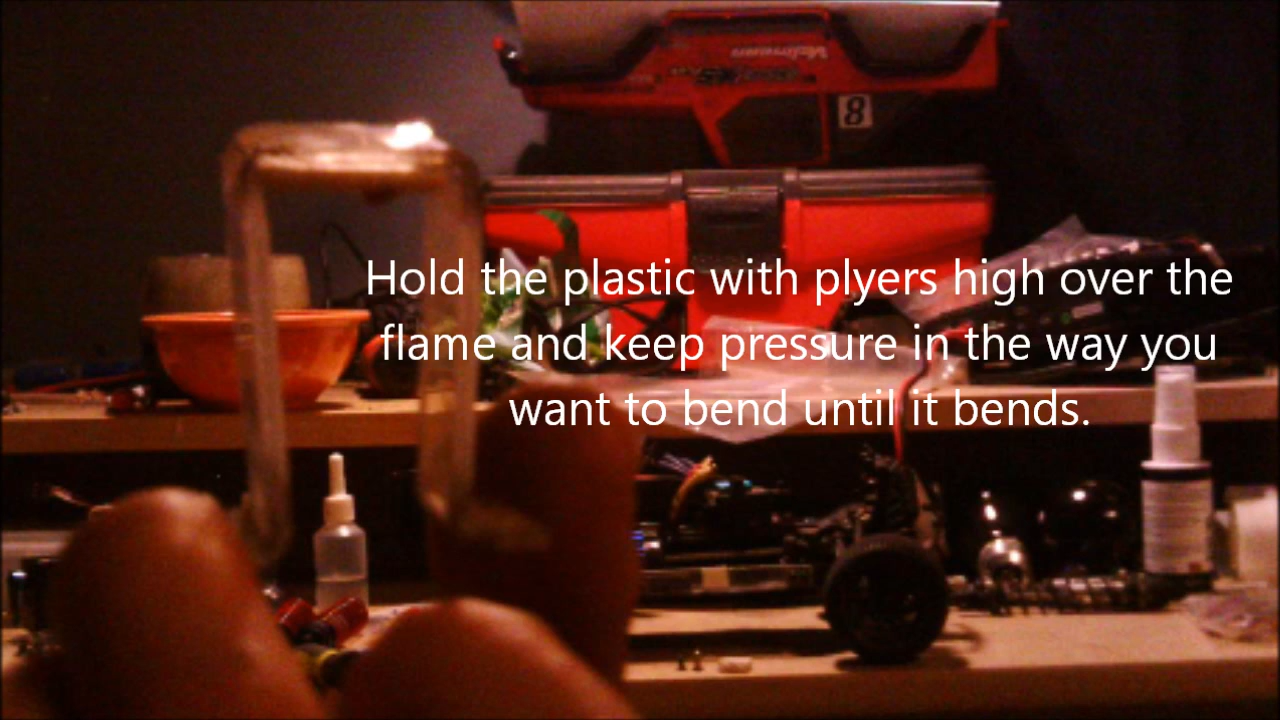 8
Hold the plastic with plyers high over the
flame and keep pressure in the way you
want to bend until it bends.